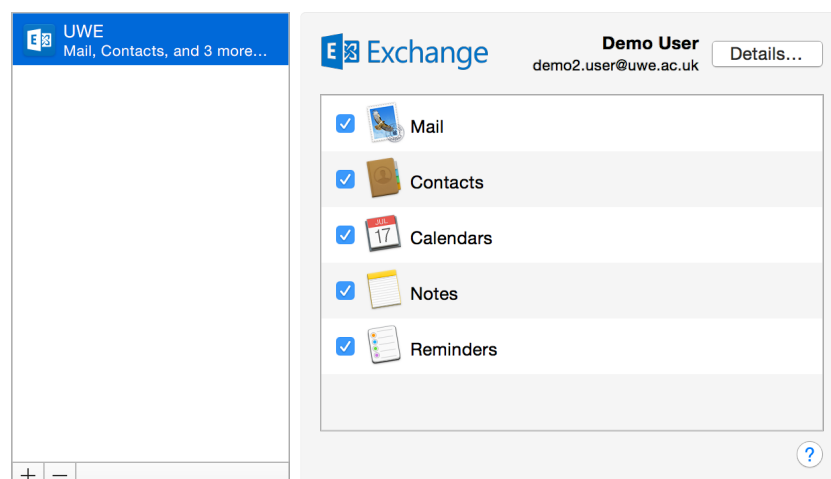 UWE
Mail, Contacts, and 3 more...
E
Exchange
Demo User
demo2.user@uwe.ac.uk
Details...
Mail
Contacts
JUL
17
Calendars
Notes
Reminders
?
+ −